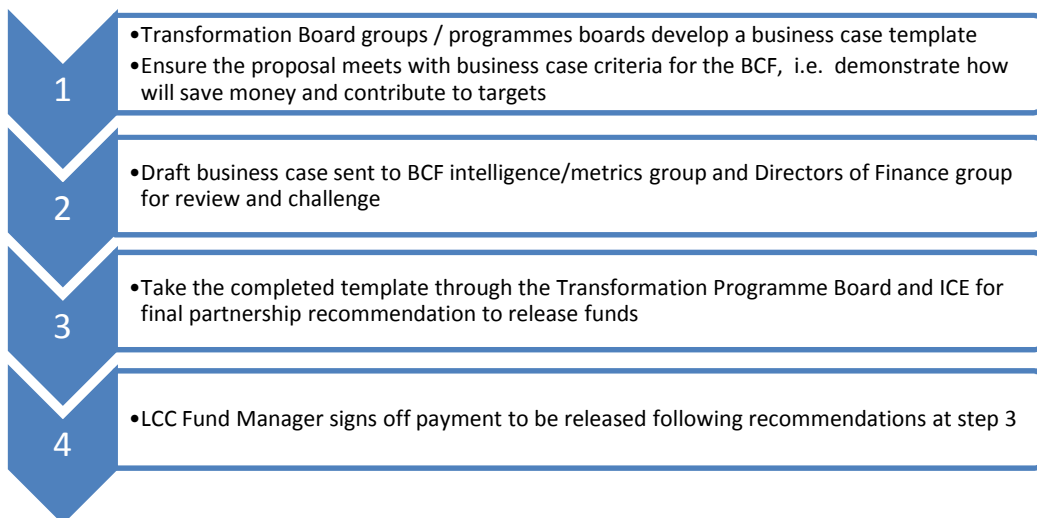 1
•Transformation Board groups / programmes boards develop a business case template
•Ensure the proposal meets with business case criteria for the BCF,  i.e.  demonstrate how
will save money and contribute to targets
2
•Draft business case sent to BCF intelligence/metrics group and Directors of Finance group
for review and challenge
3
•Take the completed template through the Transformation Programme Board and ICE for
final partnership recommendation to release funds
4
•LCC Fund Manager signs off payment to be released following recommendations at step 3